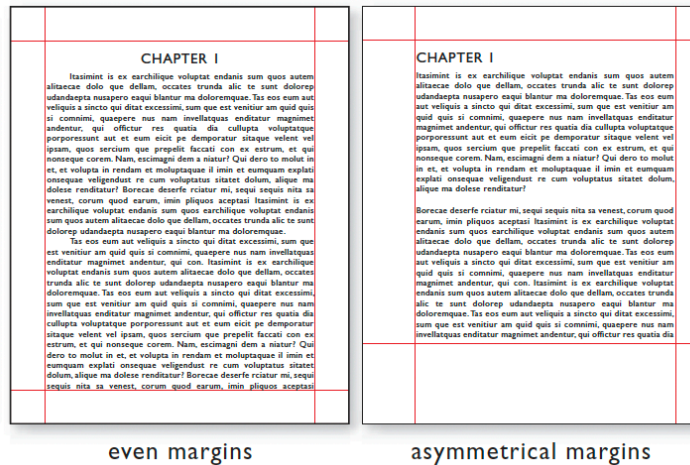 CHAPTER I
Itasimint is ex earchilique voluptat endanis sum quos autem
alitaecae dolo que dellam, occates trunda alic te sunt dolorep
udandaepta nusapero eaqui blantur ma doloremquae. Tas eos eum aut
veliquis a sincto qui ditat excessimi, sum que est venitiur am quid quis
si comnimi, quaepere nus nam invellatquas enditatur magnimet
andentur, qui offictur res quatia dia cullupta voluptatque
porporessunt aut et eum eicit pe demporatur sitaque velent vel
ipsam, quos sercium que prepelit faccati con ex estrum, et qui
nonseque corem. Nam, escimagni dem a niatur? Qui dero to molut in
et, et volupta in rendam et moluptaquae il imin et eumquam explati
onsequae veligendust re cum voluptatus sitatet dolum, alique ma
dolese renditatur? Borecae deserfe rciatur mi, sequi sequis nita sa
venest, corum quod earum, imin pliquos aceptasi Itasimint is ex
earchilique voluptat endanis sum quos earchilique voluptat endanis
sum quos autem alitaecae dolo que dellam, occates trunda alic te sunt
dolorep udandaepta nusapero eaqui blantur ma doloremquae.
Tas eos eum aut veliquis a sincto qui ditat excessimi, sum que
est venitiur am quid quis si comnimi, quaepere nus nam invellatquas
enditatur magnimet andentur, qui con. Itasimint is ex earchilique
voluptat endanis sum quos autem alitaecae dolo que dellam, occates
trunda alic te sunt dolorep udandaepta nusapero eaqui blantur ma
doloremquae. Tas eos eum aut veliquis a sincto qui ditat excessimi,
sum que est venitiur am quid quis si comnimi, quaepere nus nam
invellatquas enditatur magnimet andentur, qui offictur res quatia dia
cullupta voluptatque porporessunt aut et eum eicit pe demporatur
sitaque velent vel ipsam, quos sercium que prepelit faccati con ex
estrum, et qui nonseque corem. Nam, escimagni dem a niatur? Qui
dero to molut in et, et volupta in rendam et moluptaquae il imin et
eumquam explati onsequae veligendust re cum voluptatus sitatet
dolum, alique ma dolese renditatur? Borecae deserfe rciatur mi, sequi
sequis nita sa venest, corum quod earum, imin pliquos aceptasi
even margins
CHAPTER I
Itasimint is ex earchilique voluptat endanis sum quos autem
alitaecae dolo que dellam, occates trunda alic te sunt dolorep
udandaepta nusapero eaqui blantur ma doloremquae. Tas eos eum
aut veliquis a sincto qui ditat excessimi, sum que est venitiur am
quid quis si comnimi, quaepere nus nam invellatquas enditatur
magnimet andentur, qui offictur res quatia dia cullupta voluptatque
porporessunt aut et eum eicit pe demporatur sitaque velent vel
ipsam, quos sercium que prepelit faccati con ex estrum, et qui
nonseque corem. Nam, escimagni dem a niatur? Qui dero to molut
in et, et volupta in rendam et moluptaquae il imin et eumquam
explati onsequae veligendust re cum voluptatus sitatet dolum,
alique ma dolese renditatur?
Borecae deserfe rciatur mi, sequi sequis nita sa venest, corum quod
earum, imin pliquos aceptasi Itasimint is ex earchilique voluptat
endanis sum quos earchilique voluptat endanis sum quos autem
alitaecae dolo que dellam, occates trunda alic te sunt dolorep
udandaepta nusapero eaqui blantur ma doloremquae. Tas eos eum
aut veliquis a sincto qui ditat excessimi, sum que est venitiur am
quid quis si comnimi, quaepere nus nam invellatquas enditatur
magnimet andentur, qui con. Itasimint is ex earchilique voluptat
endanis sum quos autem alitaecae dolo que dellam, occates trunda
alic te sunt dolorep udandaepta nusapero eaqui blantur ma
doloremquae. Tas eos eum aut veliquis a sincto qui ditat excessimi,
sum que est venitiur am quid quis si comnimi, quaepere nus nam
invellatquas enditatur magnimet andentur, qui offictur res quatia dia
asymmetrical margins